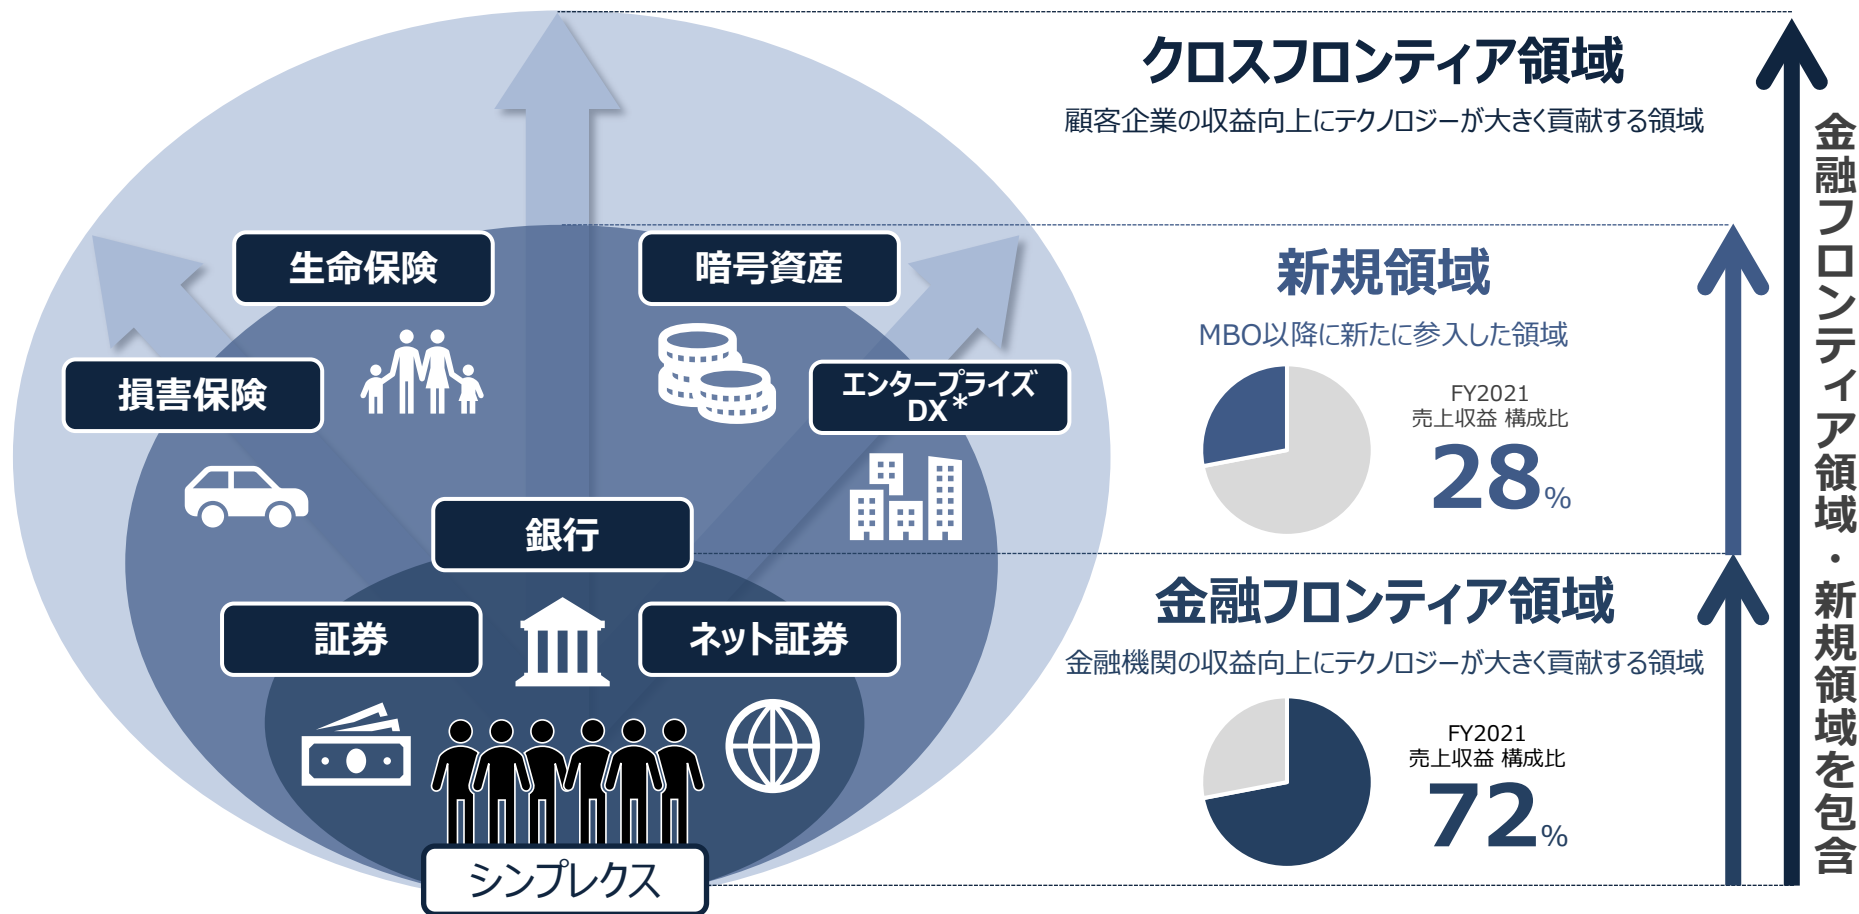 クロスフロンティア領域
顧客企業の収益向上にテクノロジーが大きく貢献する領域
生命保険
暗号資産
損害保険
エンタープライズ
DX*
新規領域
MBO以降に新たに参入した領域
FY2021
売上収益 構成比
28%
銀行
証券
ネット証券
金融フロンティア領域
金融機関の収益向上にテクノロジーが大きく貢献する領域
FY2021
売上収益 構成比
72%
シンプレクス
金融フロンティア領域・新規領域を包含